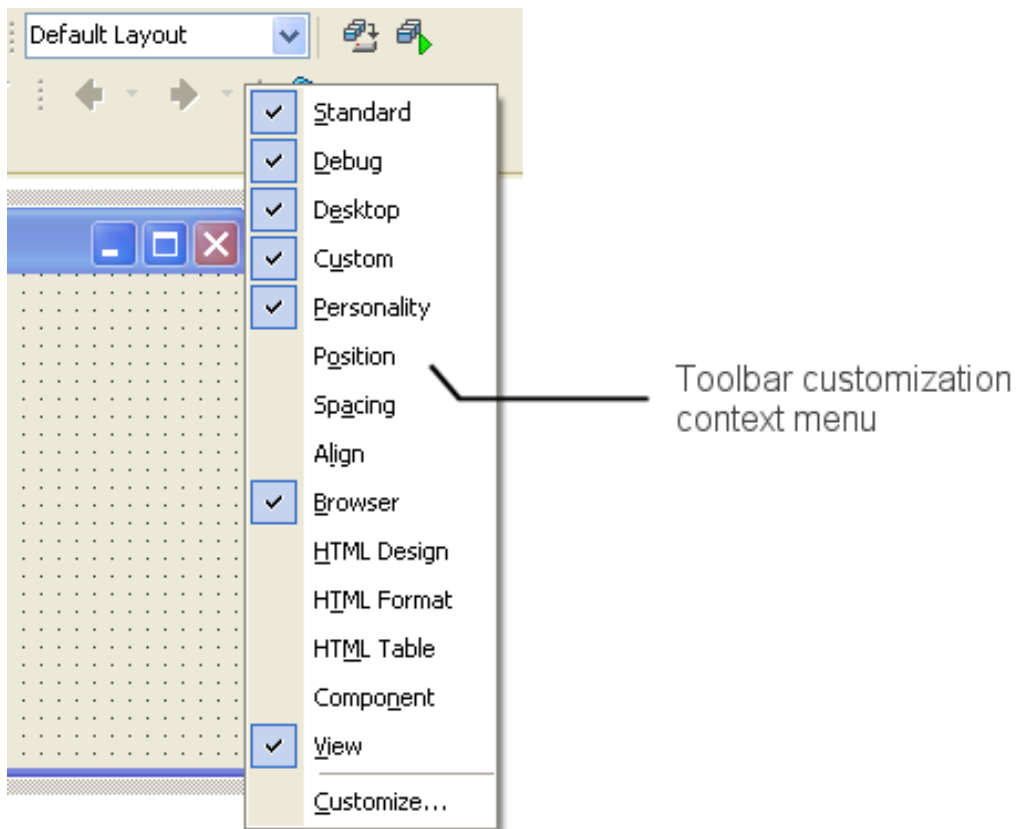 Default Layout
Standard
Debug
Desktop
Custom
Personality
Position
Spacing
Align
Browser
HTML Design
HTML Format
HTML Table
Component
View
Customize...
Toolbar customization
context menu